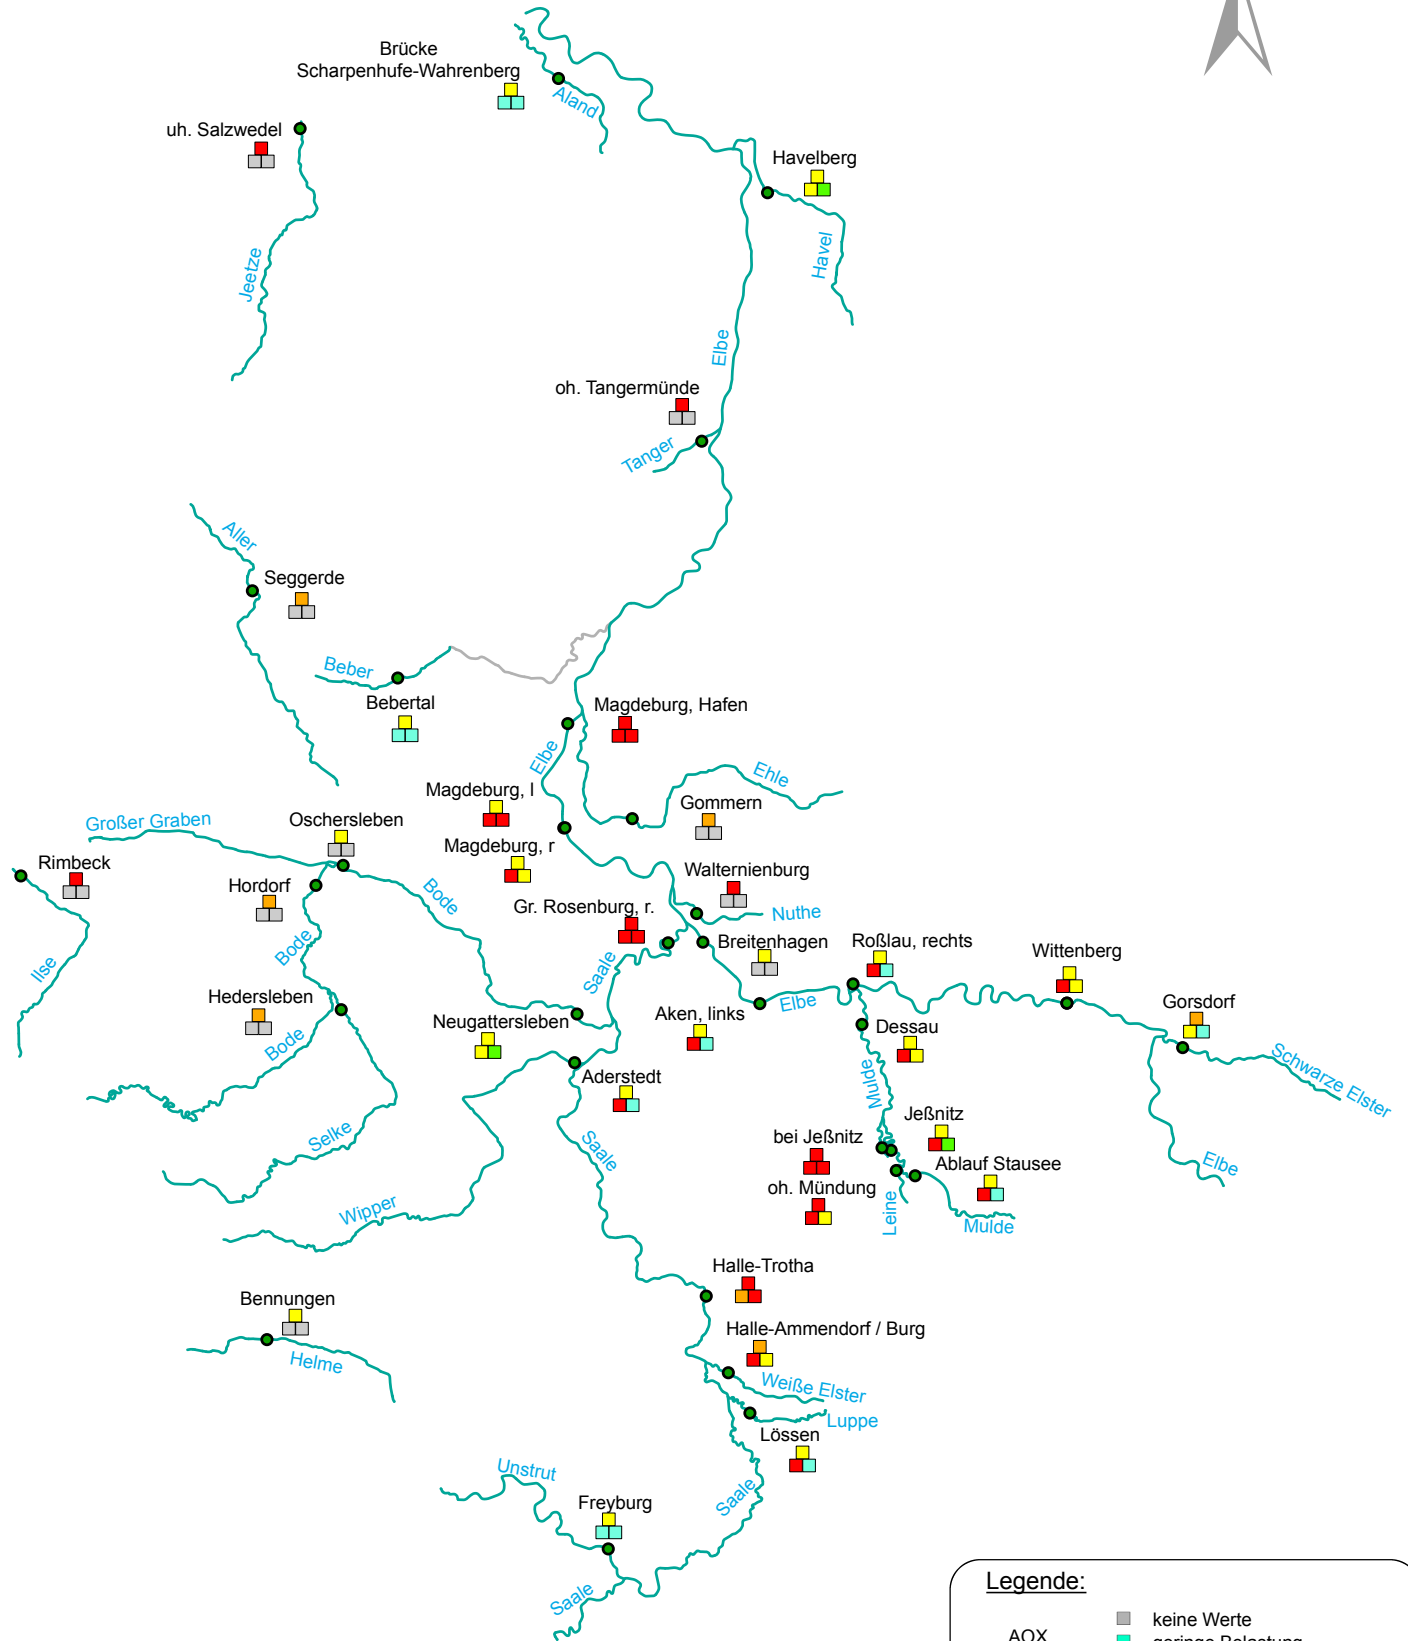 Brücke
Scharpenhufe-Wahrenberg
Aland
uh. Salzwedel
Havelberg
Jeetze
Havel
Elbe
oh. Tangermünde
Tanger
Aller
Seggerde
Beber
Bebertal
Magdeburg, Hafen
Elbe
Ehle
Magdeburg, l
Gommern
Großer Graben
Oschersleben
Magdeburg, r
Rimbeck
Hordorf
Bode
Walternienburg
Gr. Rosenburg, r.
Nuthe
Bode
Breitenhagen
Roßlau, rechts
Wittenberg
Ilse
Saale
Hedersleben
Elbe
Gorsdorf
Neugattersleben
Aken, links
Dessau
Bode
Schwarze Elster
Aderstedt
Mulde
Jeßnitz
Selke
Saale
bei Jeßnitz
Ablauf Stausee
Elbe
oh. Mündung
Wipper
Leine
Mulde
Halle-Trotha
Bennungen
Halle-Ammendorf / Burg
Helme
Weiße Elster
Luppe
Lössen
Unstrut
Saale
Freyburg
Saale
Legende:
keine Werte
AOX
geringe Belastung